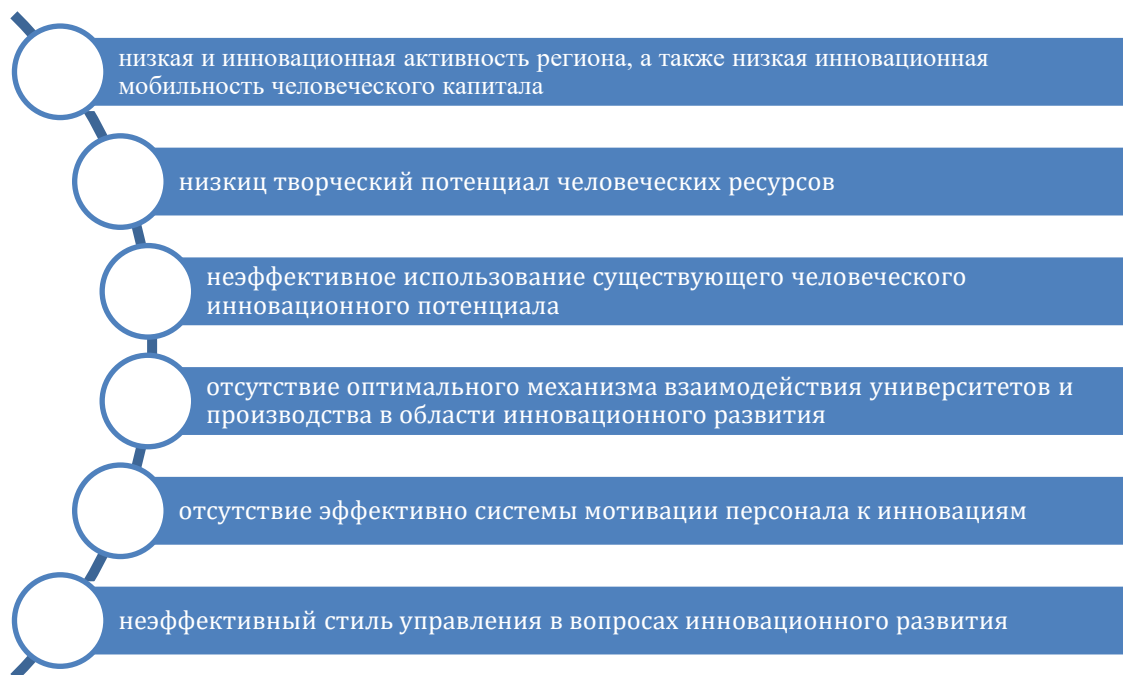 низкая и инновационная активность региона, а также низкая инновационная
мобильность человеческого капитала
низкиц творческий потенциал человеческих ресурсов
неэффективное использование существующего человеческого
инновационного потенциала
отсутствие оптимального механизма взаимодействия университетов и
производства в области инновационного развития
отсутствие эффективно системы мотивации персонала к инновациям
неэффективный стиль управления в вопросах инновационного развития